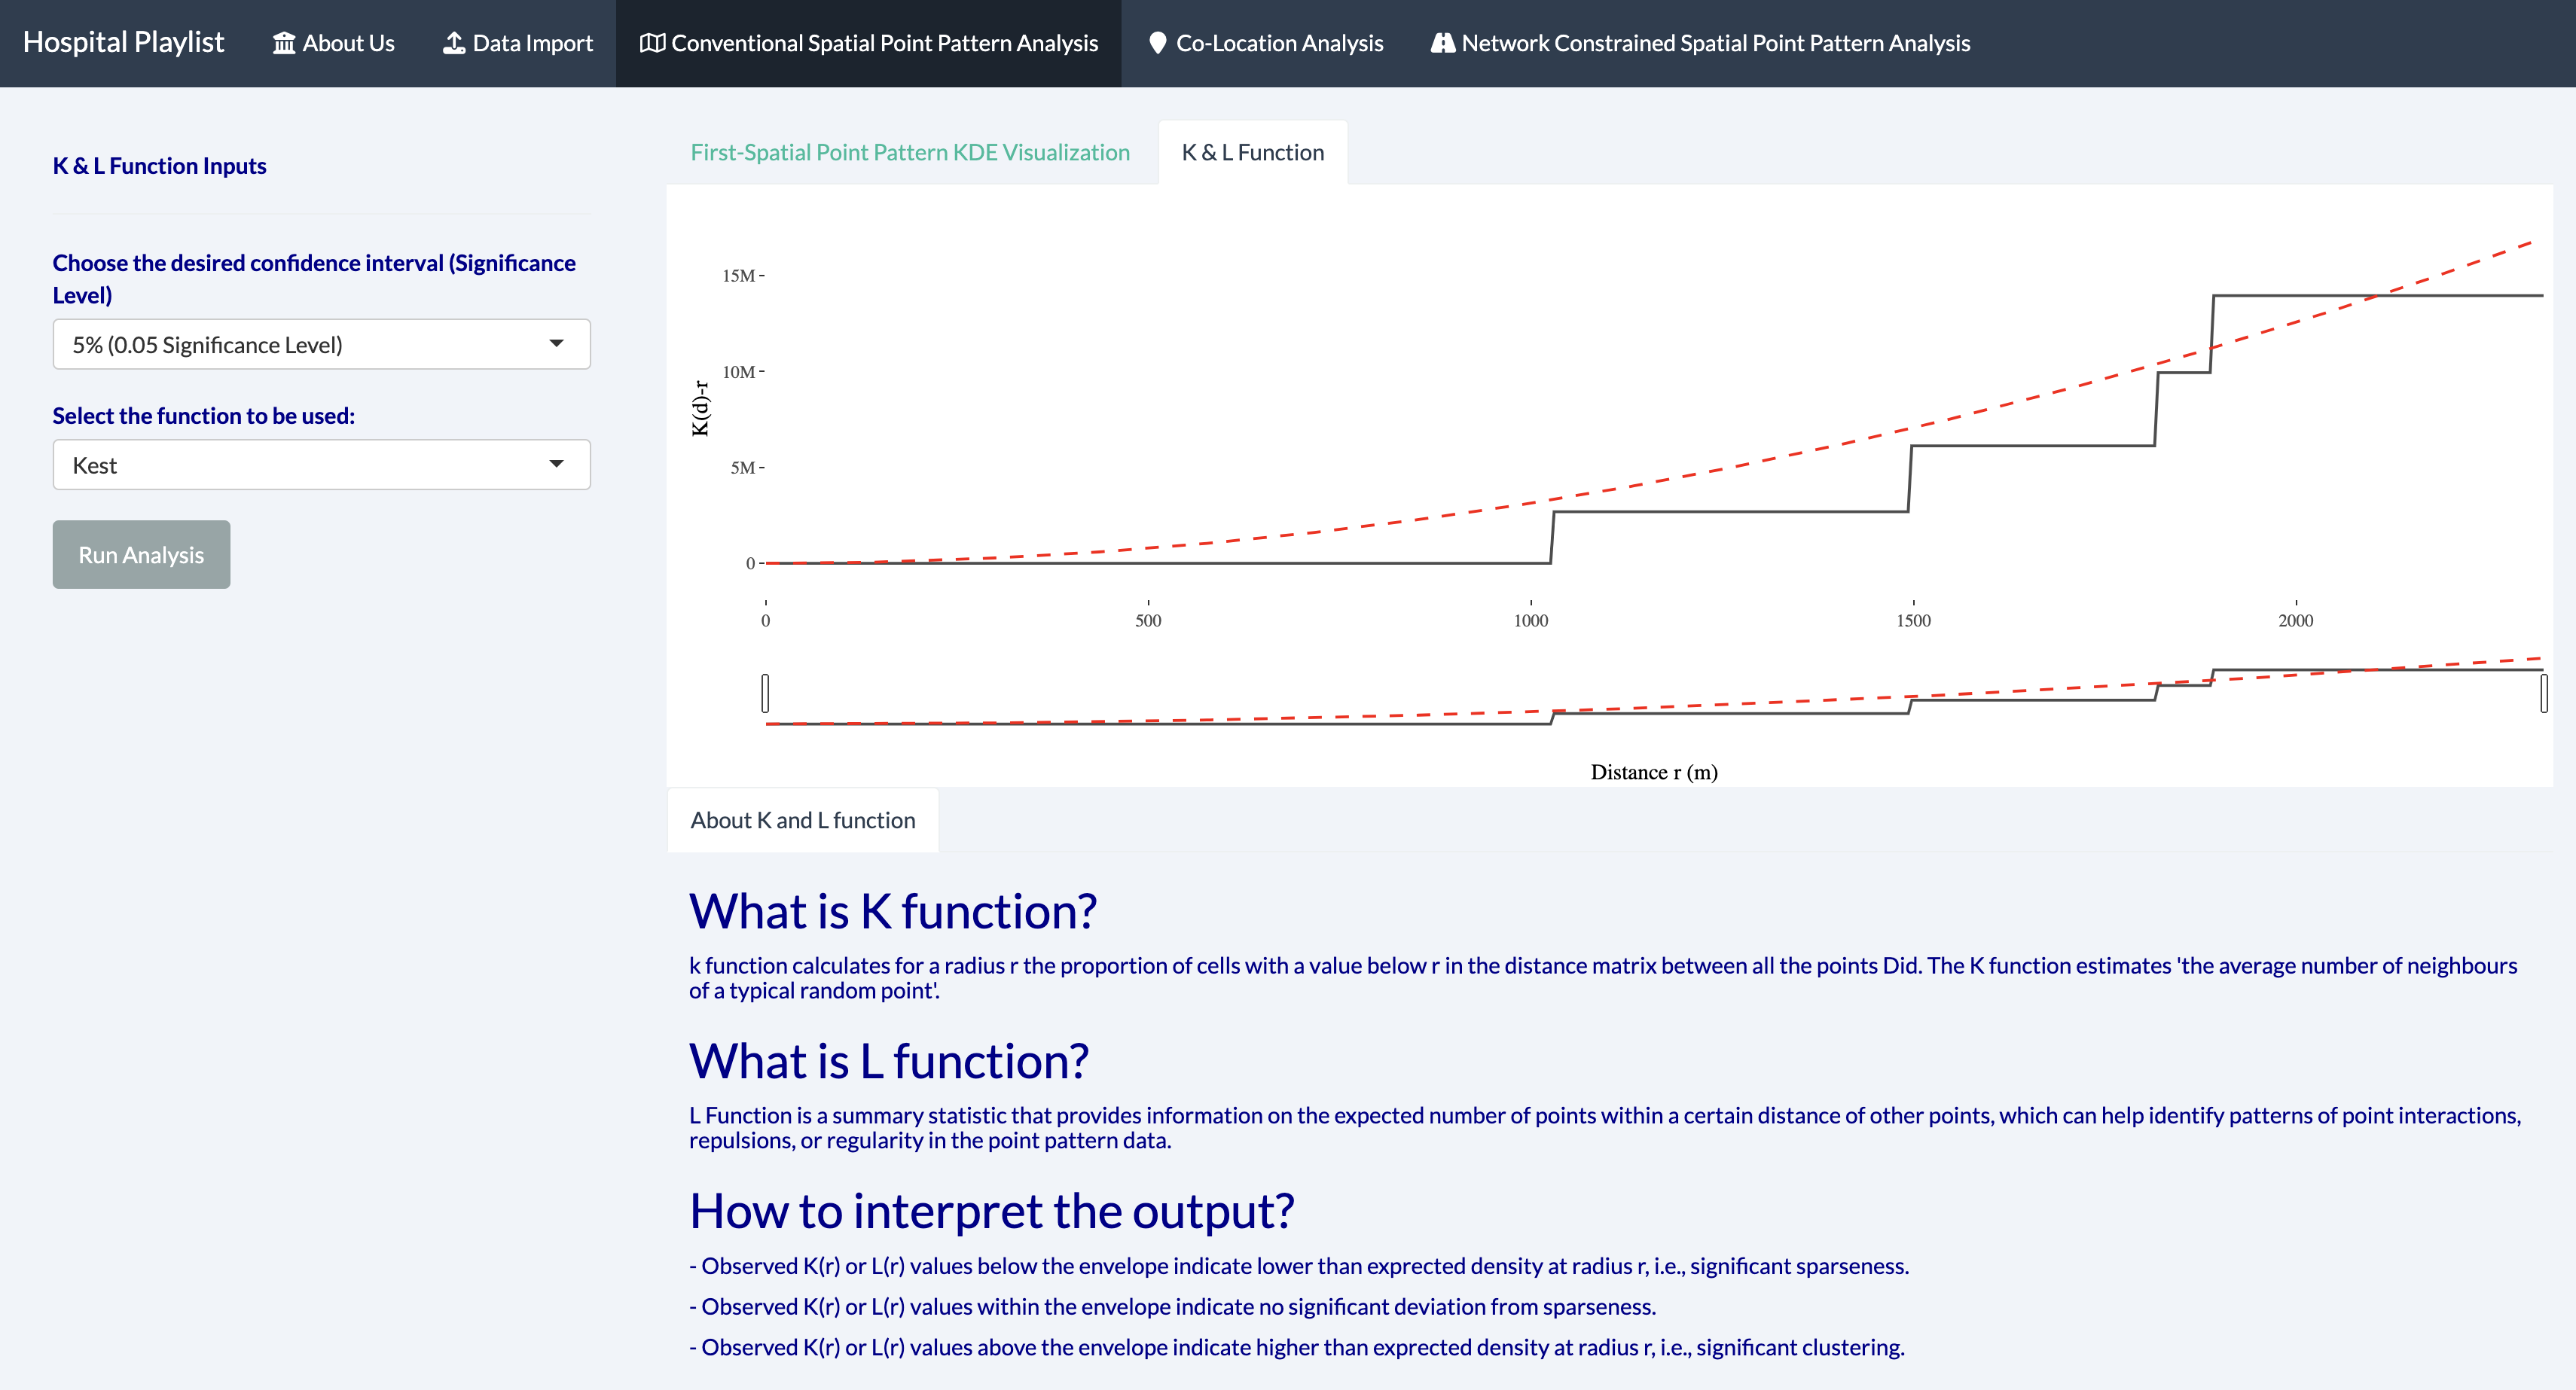 Hospital Playlist
About Us
Data Import
Conventional Spatial Point Pattern Analysis
Co-Location Analysis
Network Constrained Spatial Point Pattern Analysis
K & L Function Inputs
Choose the desired confidence interval (Significance
Level)
5% (0.05 Significance Level)
Select the function to be used:
Kest
Run Analysis
First-Spatial Point Pattern KDE Visualization
K & L Function
15M
10M
5M
0
K(d)-r
0
500
1000
1500
2000
Distance r (m)
About K and L function
What is K function?
k function calculates for a radius r the proportion of cells with a value below r in the distance matrix between all the points Did. The K function estimates 'the average number of neighbours
of a typical random point'.
What is L function?
L Function is a summary statistic that provides information on the expected number of points within a certain distance of other points, which can help identify patterns of point interactions,
repulsions, or regularity in the point pattern data.
How to interpret the output?
- Observed K(r) or L(r) values below the envelope indicate lower than exprected density at radius r, i.e., significant sparseness.
- Observed K(r) or L(r) values within the envelope indicate no significant deviation from sparseness.
- Observed K(r) or L(r) values above the envelope indicate higher than exprected density at radius r, i.e., significant clustering.